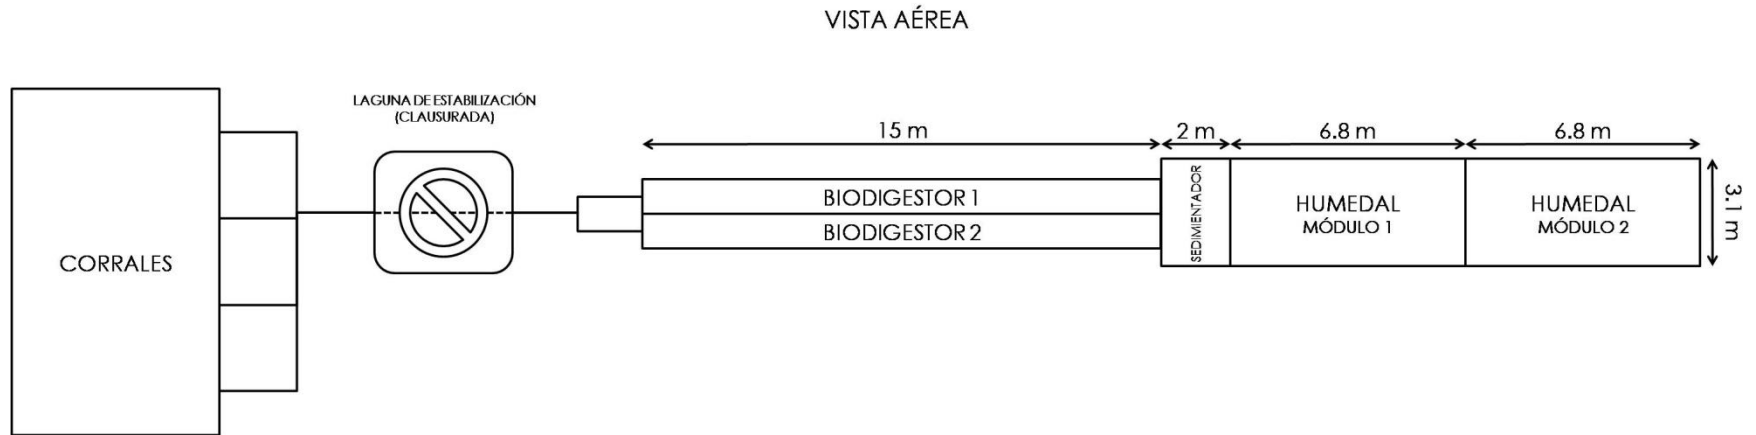 VISTA AÉREA
LAGUNA DE ESTABILIZACIÓN
(CLAUSURADA)
15 m
2 m
6.8 m
6.8 m
CORRALES
BIODIGESTOR 1
BIODIGESTOR 2
SEDIMENTADOR
HUMEDAL
MÓDULO 1
HUMEDAL
MÓDULO 2
3.1 m